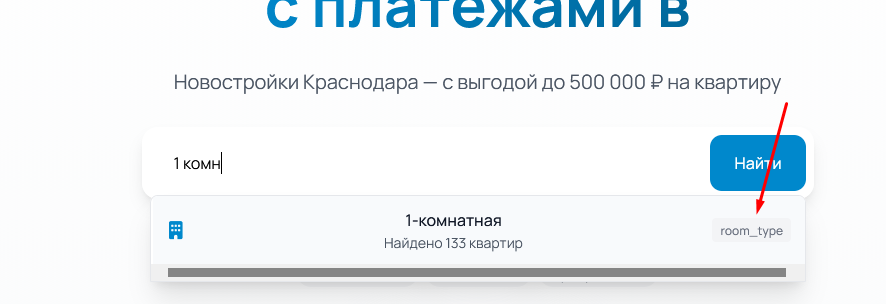 с платежами в
Новостройки Краснодара — с выгодой до 500 000 ₽ на квартиру
1 комн
Найти
1-комнатная
Найдено 133 квартир
room_type